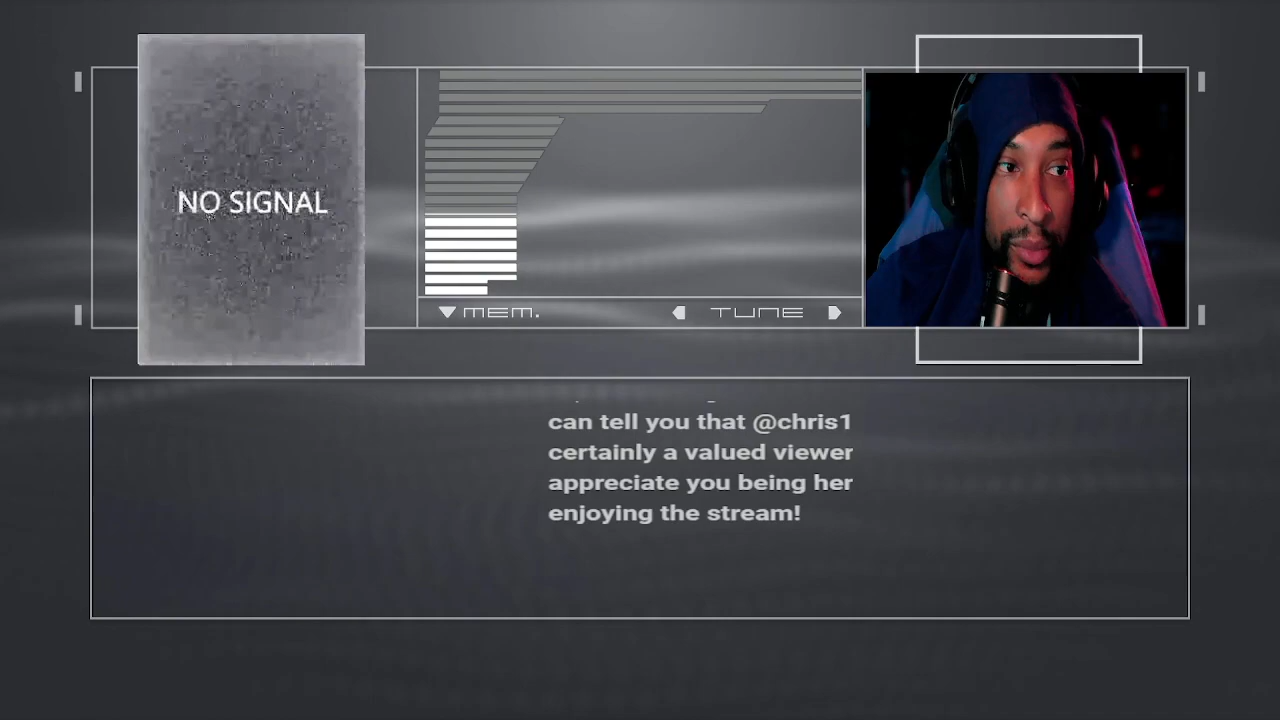 NO SIGNAL
MEM.
TUNE
can tell you that @chris1
certainly a valued viewer
appreciate you being her
enjoying the stream!